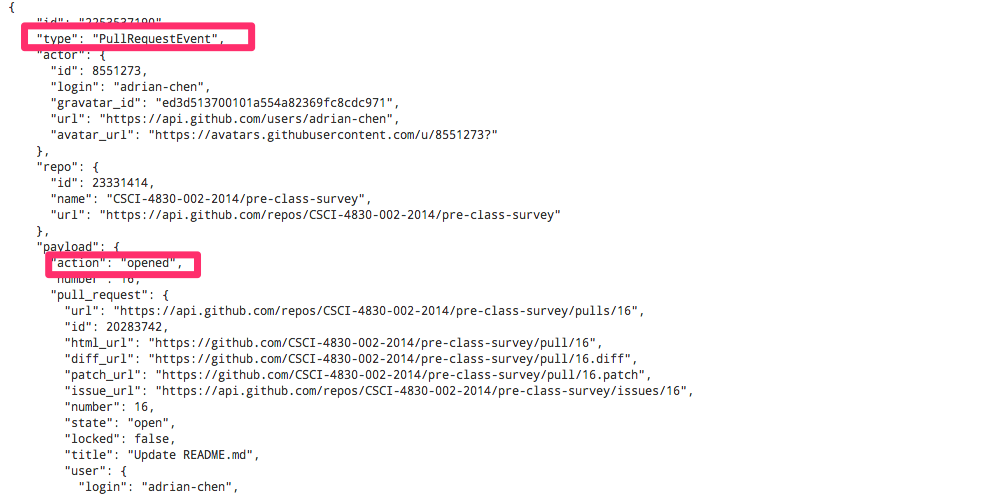 {
"id": "2253537190"
"type": "PullRequestEvent",
"actor": {
"id": 8551273,
"login": "adrian-chen",
"gravatar_id": "ed3d513700101a554a82369fc8cdc971",
"url": "https://api.github.com/users/adrian-chen",
"avatar_url": "https://avatars.githubusercontent.com/u/8551273?"
},
"repo": {
"id": 23331414,
"name": "CSCI-4830-002-2014/pre-class-survey",
"url": "https://api.github.com/repos/CSCI-4830-002-2014/pre-class-survey"
},
"payload": {
"action": "opened",
"number": 16,
"pull_request": {
"url": "https://api.github.com/repos/CSCI-4830-002-2014/pre-class-survey/pulls/16",
"id": 20283742,
"html_url": "https://github.com/CSCI-4830-002-2014/pre-class-survey/pull/16",
"diff_url": "https://github.com/CSCI-4830-002-2014/pre-class-survey/pull/16.diff",
"patch_url": "https://github.com/CSCI-4830-002-2014/pre-class-survey/pull/16.patch",
"issue_url": "https://api.github.com/repos/CSCI-4830-002-2014/pre-class-survey/issues/16",
"number": 16,
"state": "open",
"locked": false,
"title": "Update README.md",
"user": {
"login": "adrian-chen",